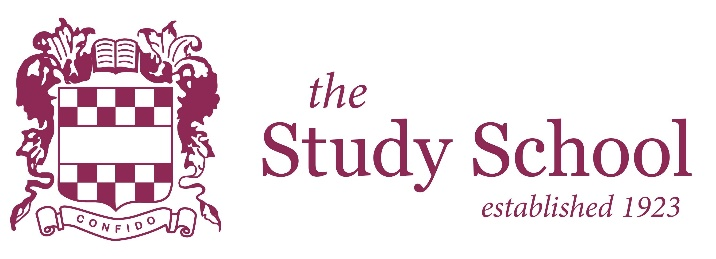 the
Study School
established 1923
CONFIDO